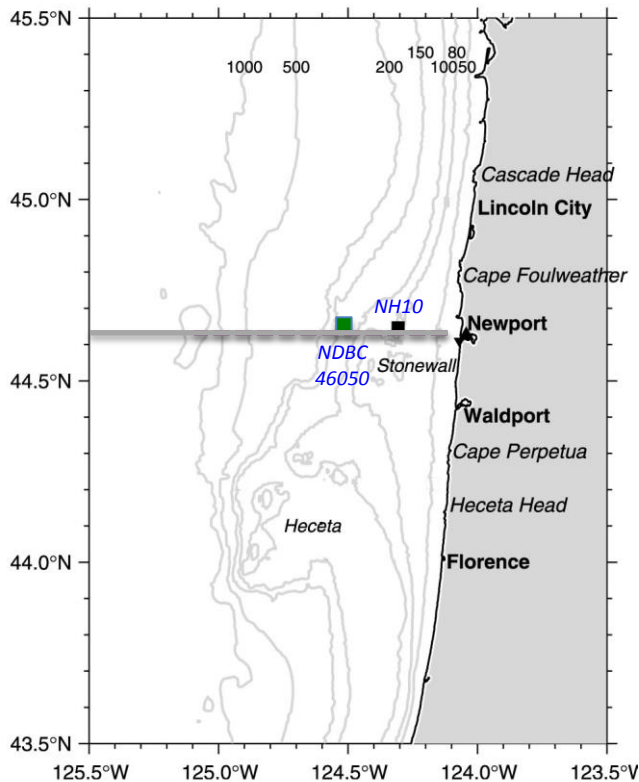 45.5°N
150 80
1000 500 200 10050
Cascade Head
45.0°N
Lincoln City
Cape Foulweather
NH10
Newport
NDBC
46050
Stonewall
44.5°N
Waldport
Cape Perpetua
Heceta Head
Heceta
Florence
44.0°N
43.5°N
125.5°W 125.0°W 124.5°W 124.0°W 123.5°W